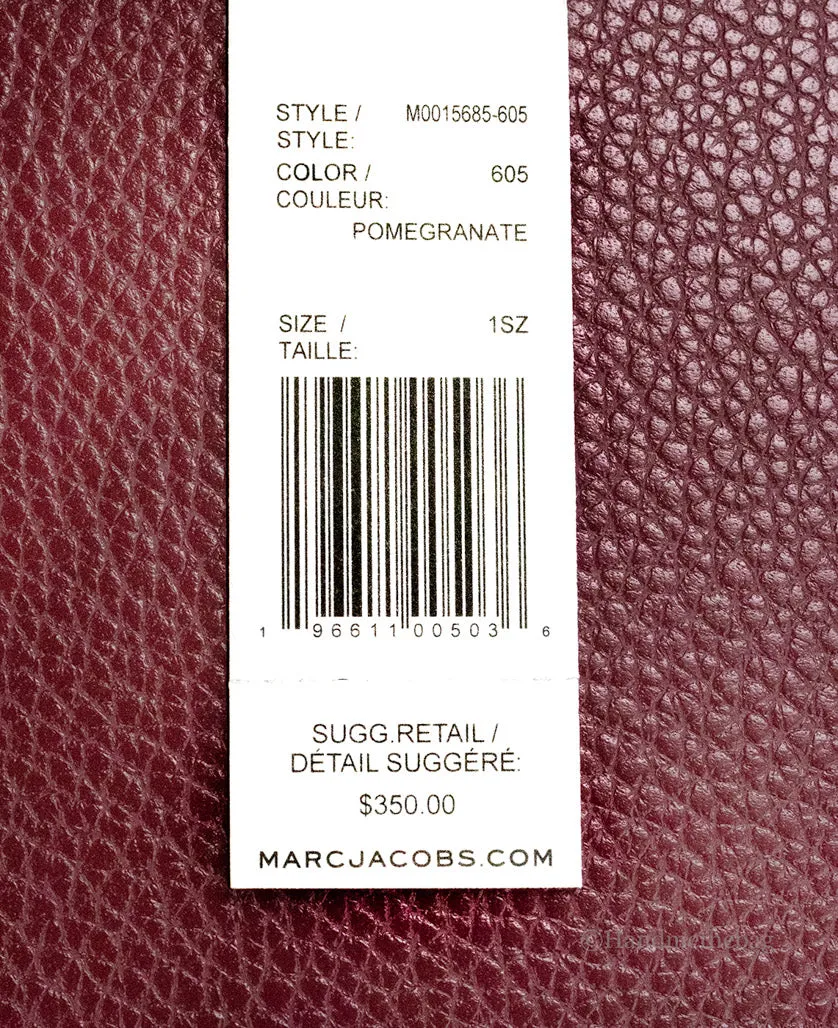 STYLE / M0015685-605
STYLE:
COLOR / 605
COULEUR:
POMEGRANATE
SIZE / 1SZ
TAILLE:
1 96611 00503 6
SUGG.RETAIL /
DÉTAIL SUGGÉRÉ:
$350.00
MARCJACOBS.COM